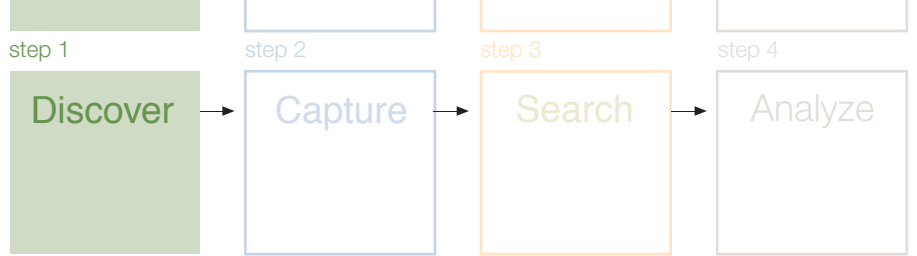 step 1
step 2
step 3
step 4
Discover
Capture
Search
Analyze